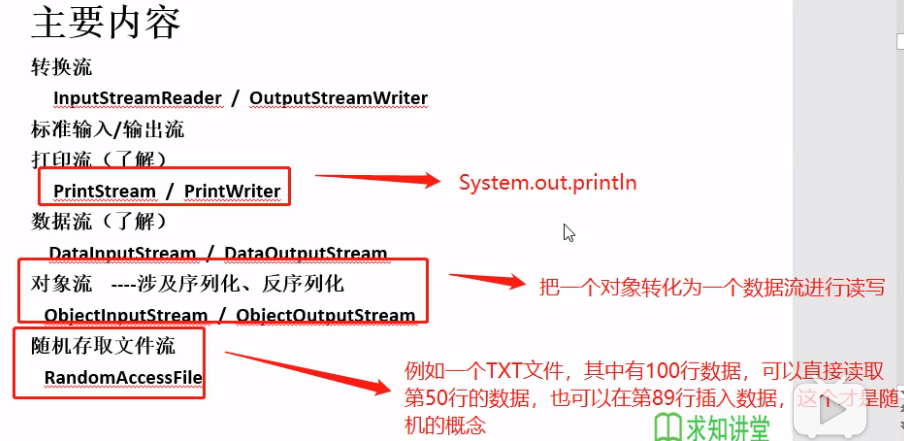 主要内容
转换流
InputStreamReader / OutputStreamWriter
标准输入/输出流
打印流（了解）
PrintStream / PrintWriter
System.out.println
数据流（了解）
DataInputStream / DataOutputStream
对象流 ----涉及序列化、反序列化
ObjectInputStream / ObjectOutputStream
把一个对象转化为一个数据流进行读写
随机存取文件流
RandomAccessFile
例如一个TXT文件，其中有100行数据，可以直接读取
第50行的数据，也可以在第89行插入数据，这个才是随
机的概念
求知讲堂